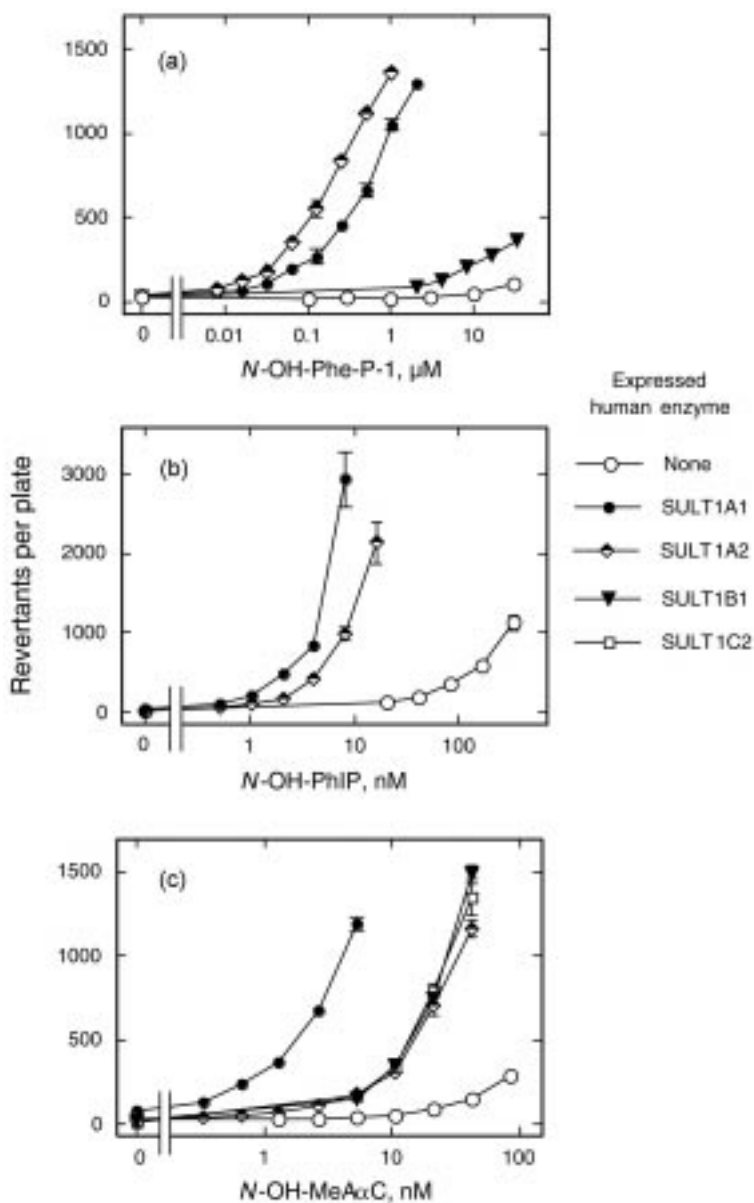 (a)
1500
1000
500
0
0
0.01
0.1
1
10
N-OH-Phe-P-1, µM
Expressed
human enzyme
None
SULT1A1
SULT1A2
SULT1B1
SULT1C2
Revertants per plate
(b)
3000
2000
1000
0
0
1
10
100
N-OH-PhIP, nM
(c)
1500
1000
500
0
0
1
10
100
N-OH-MeAαC, nM